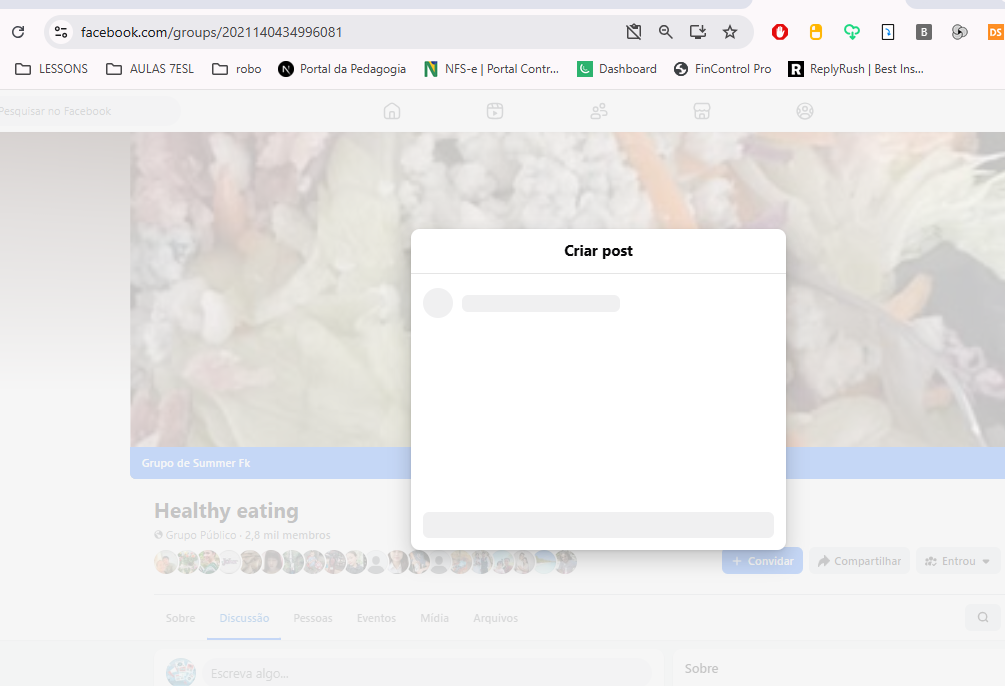 facebook.com/groups/2021140434996081
B
DS
LESSONS
AULAS 7ESL
robo
N
Portal da Pedagogia
N
NFS-e | Portal Contr...
Dashboard
FinControl Pro
R
ReplyRush | Best Ins...
Pesquisar no Facebook
Criar post
Grupo de Summer Fk
Healthy eating
Grupo Público · 2,8 mil membros
+ Convidar
Compartilhar
Entrou
Sobre
Discussão
Pessoas
Eventos
Mídia
Arquivos
Escreva algo...
Sobre